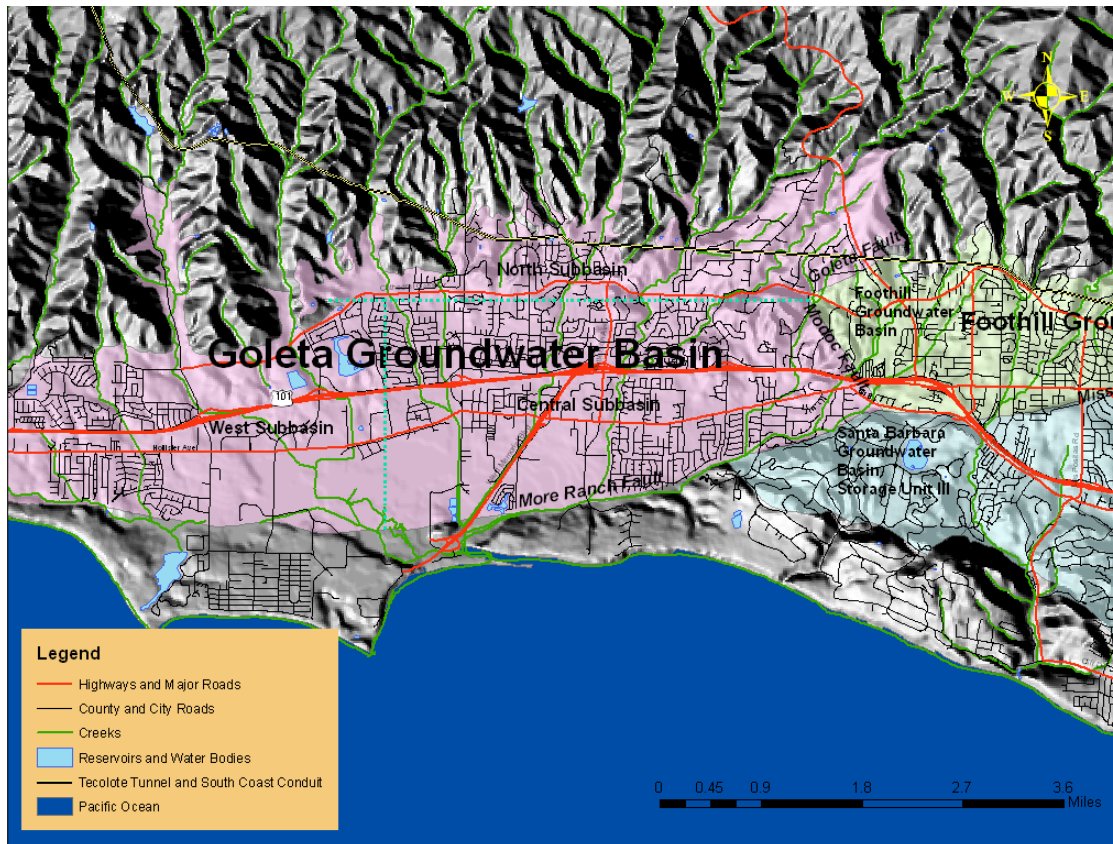 N
W E
S
North Subbasin
Goleta Fault
Foothill
Groundwater
Basin
Foothill Grou
Modoc Fault
Goleta Groundwater Basin
101
Central Subbasin
Miss
West Subbasin
Hollister Ave
Santa Barbara
Groundwater
Basin,
Storage Unit III
More Ranch Fault
Legend
Highways and Major Roads
County and City Roads
Creeks
Reservoirs and Water Bodies
Tecolote Tunnel and South Coast Conduit
Pacific Ocean
0 0.45 0.9 1.8 2.7 3.6
Miles